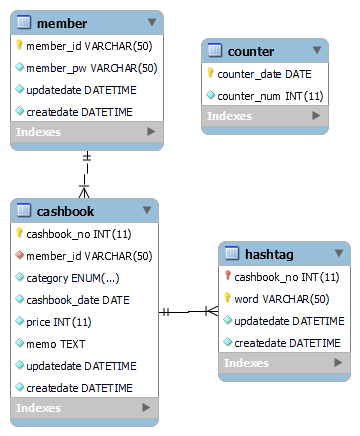 member
member_id VARCHAR(50)
member_pw VARCHAR(50)
updatedate DATETIME
createdate DATETIME
Indexes
counter
counter_date DATE
counter_num INT(11)
Indexes
cashbook
cashbook_no INT(11)
member_id VARCHAR(50)
category ENUM(...)
cashbook_date DATE
price INT(11)
memo TEXT
updatedate DATETIME
createdate DATETIME
Indexes
hashtag
cashbook_no INT(11)
word VARCHAR(50)
updatedate DATETIME
createdate DATETIME
Indexes